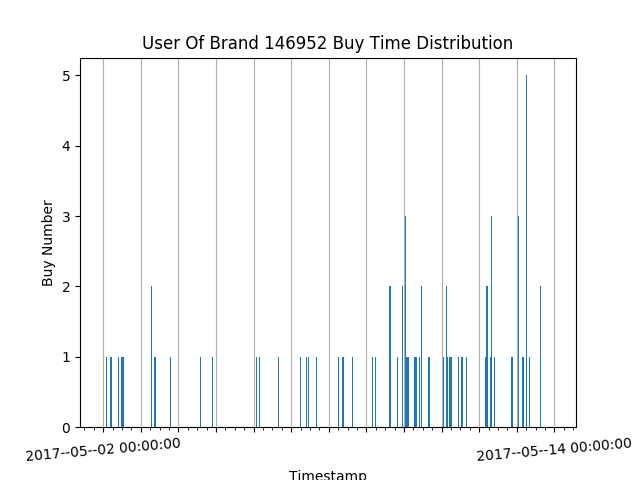 User Of Brand 146952 Buy Time Distribution
5
4
3
2
1
0
Buy Number
2017--05--02 00:00:00
2017--05--14 00:00:00
Timestamp